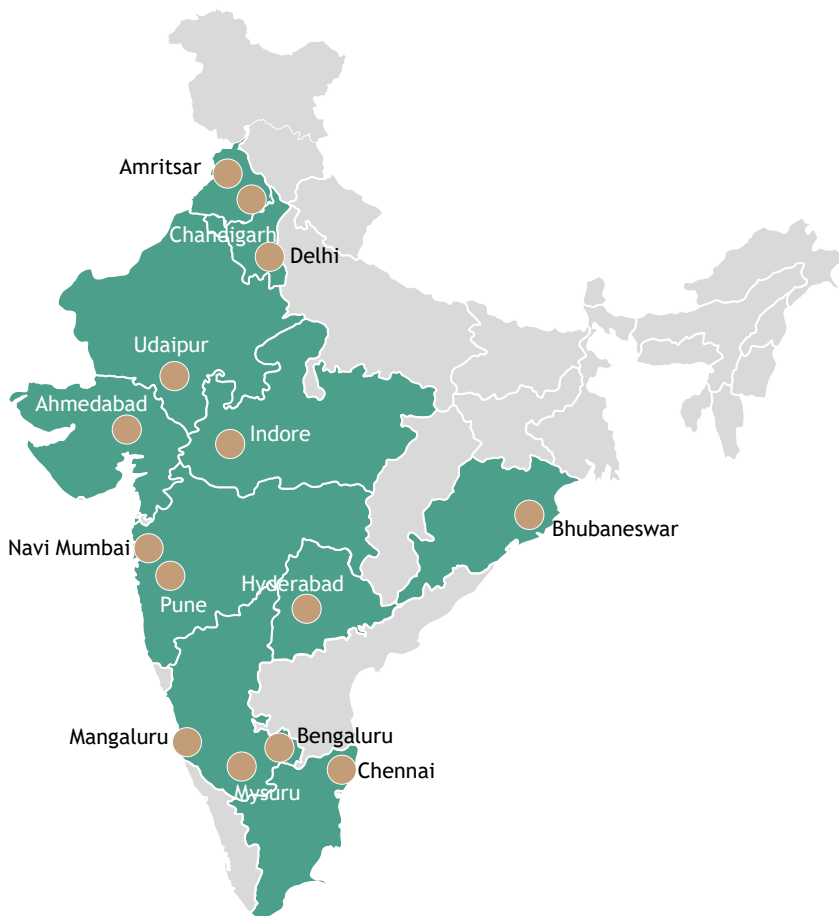 Amritsar
Chandigarh
Delhi
Udaipur
Ahmedabad
Indore
Bhubaneswar
Navi Mumbai
Hyderabad
Pune
Mangaluru
Bengaluru
Chennai
Mysuru